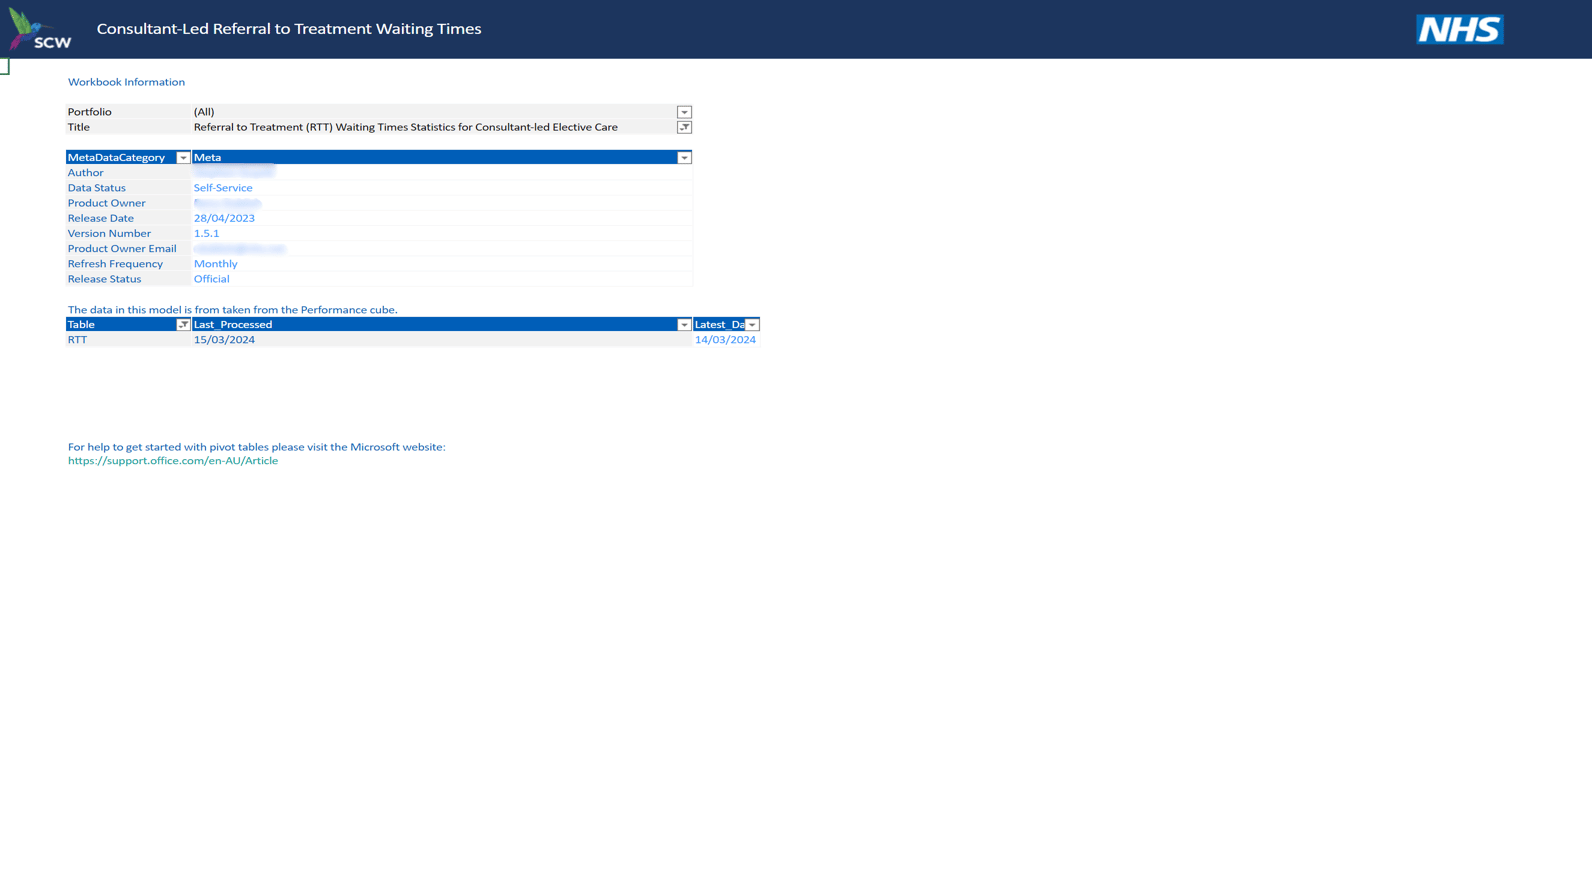 SCW
Consultant-Led Referral to Treatment Waiting Times
NHS
Workbook Information
Portfolio (All)
Title Referral to Treatment (RTT) Waiting Times Statistics for Consultant-led Elective Care
MetaDataCategory Meta
Author
Data Status Self-Service
Product Owner
Release Date 28/04/2023
Version Number 1.5.1
Product Owner Email
Refresh Frequency Monthly
Release Status Official
The data in this model is from taken from the Performance cube.
Table Last_Processed Latest_Da
RTT 15/03/2024 14/03/2024
For help to get started with pivot tables please visit the Microsoft website:
https://support.office.com/en-AU/Article